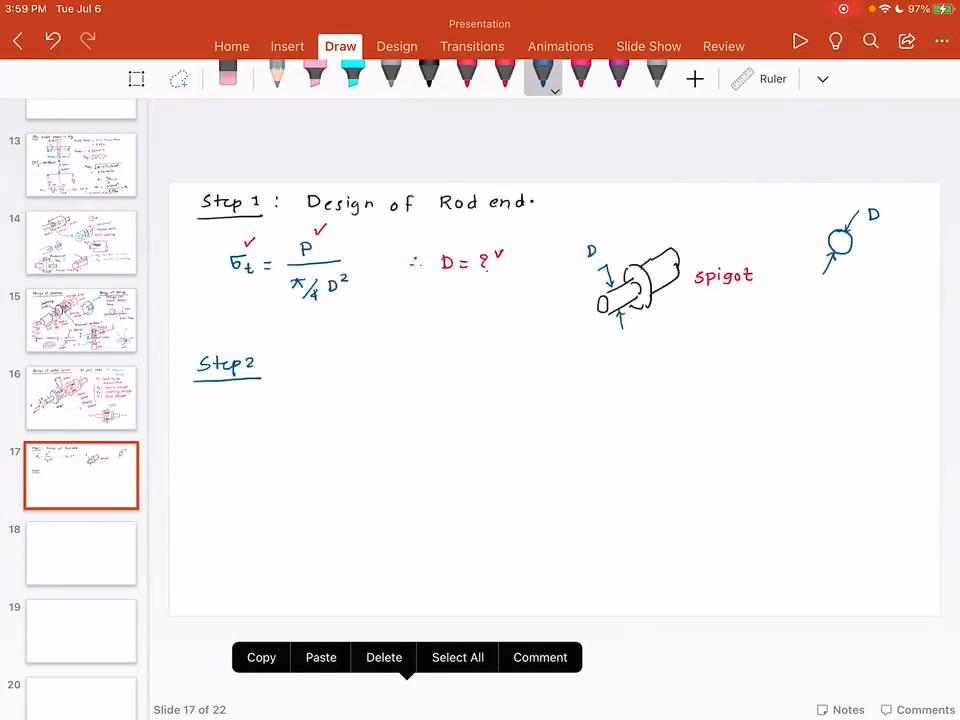 3:59 PM Tue Jul 6
97%
Presentation
Home Insert Draw Design Transitions Animations Slide Show Review
Ruler
13
14
15
16
17
18
19
20
Step 1 : Design of Rod end.
σt = P / π/4 D² ∴ D = ?
D
spigot
D
Step 2
Copy Paste Delete Select All Comment
Slide 17 of 22
Notes Comments